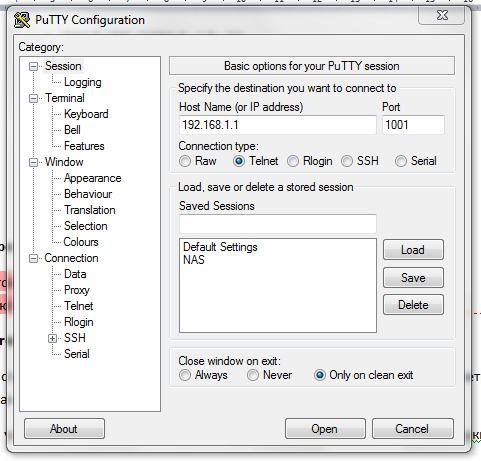 PuTTY Configuration
Category:
Session
Logging
Terminal
Keyboard
Bell
Features
Window
Appearance
Behaviour
Translation
Selection
Colours
Connection
Data
Proxy
Telnet
Rlogin
SSH
Serial
Basic options for your PuTTY session
Specify the destination you want to connect to
Host Name (or IP address) Port
192.168.1.1 1001
Connection type:
Raw Telnet Rlogin SSH Serial
Load, save or delete a stored session
Saved Sessions
Default Settings
NAS
Load
Save
Delete
Close window on exit:
Always Never Only on clean exit
About Open Cancel